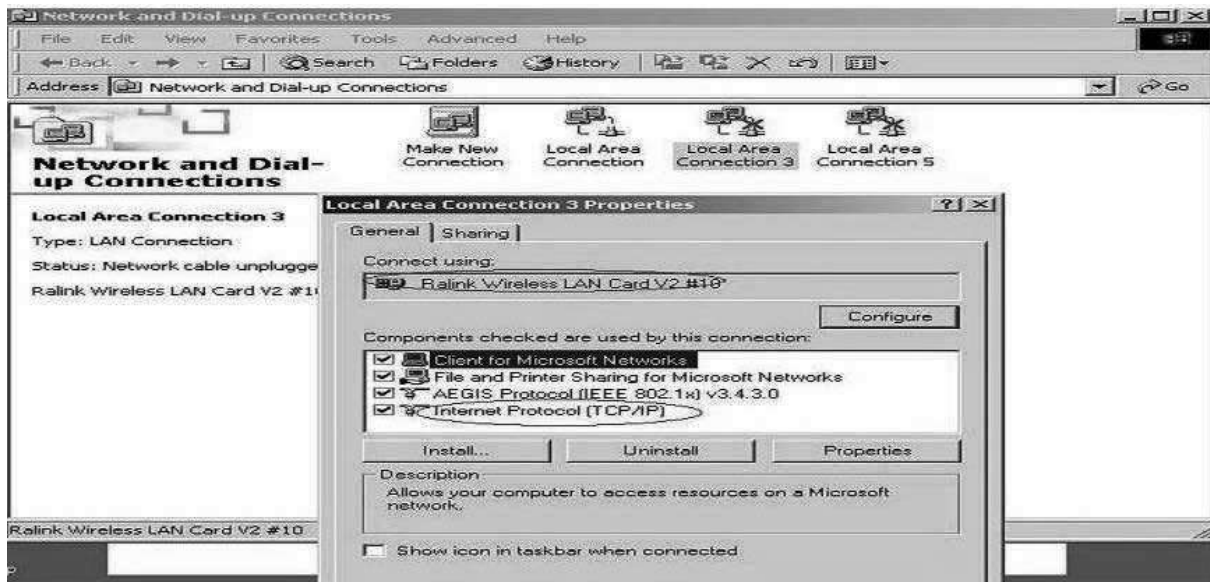 Network and Dial-up Connections
File Edit View Favorites Tools Advanced Help
Back Search Folders History
Address Network and Dial-up Connections Go
Make New Connection
Local Area Connection
Local Area Connection 3
Local Area Connection 5
Network and Dial-
up Connections
Local Area Connection 3
Type: LAN Connection
Status: Network cable unplugge
Ralink Wireless LAN Card V2 #1
Local Area Connection 3 Properties
General Sharing
Connect using:
Ralink Wireless LAN Card V2 #10
Configure
Components checked are used by this connection:
Client for Microsoft Networks
File and Printer Sharing for Microsoft Networks
AEGIS Protocol (IEEE 802.1x) v3.4.3.0
Internet Protocol (TCP/IP)
Install... Uninstall Properties
Description
Allows your computer to access resources on a Microsoft
network.
Show icon in taskbar when connected
Ralink Wireless LAN Card V2 #10